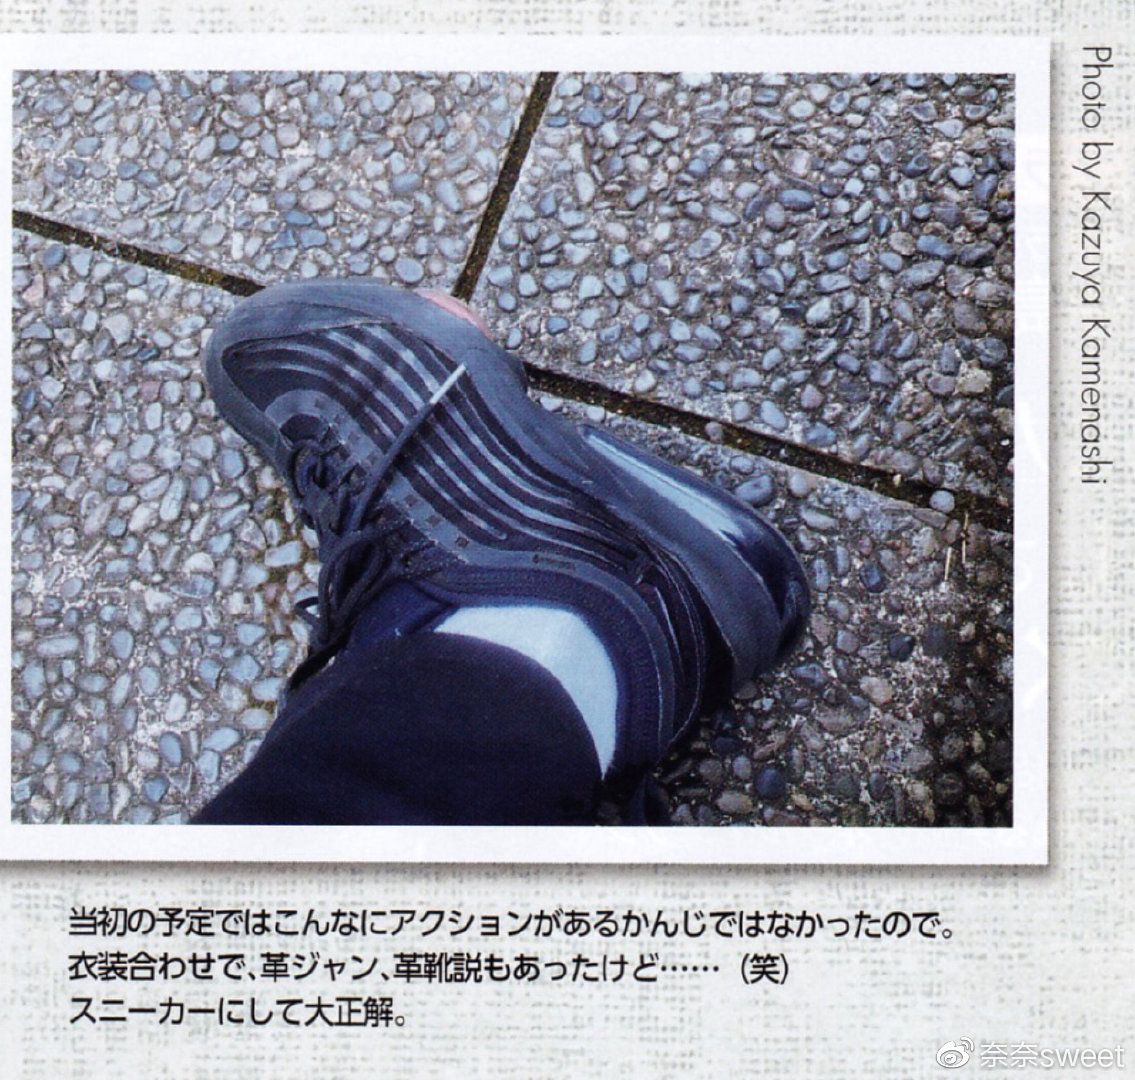 Photo by Kazuya Kamenashi
当初の予定ではこんなにアクションがあるかんじではなかったので。
衣装合わせで、革ジャン、革靴説もあったけど……（笑）
スニーカーにして大正解。
奈奈sweet